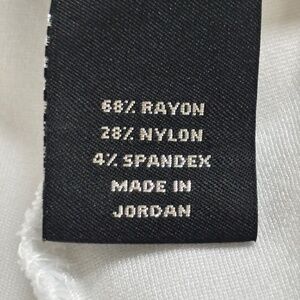 68% RAYON
28% NYLON
4% SPANDEX
MADE IN
JORDAN